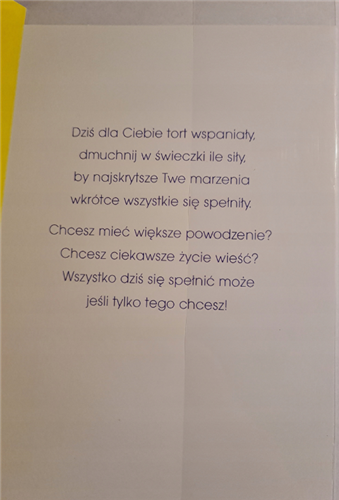 Dziś dla Ciebie tort wspaniały,
dmuchnij w świeczki ile siły,
by najskrytsze Twe marzenia
wkrótce wszystkie się spełniły.
Chcesz mieć większe powodzenie?
Chcesz ciekawsze życie wieść?
Wszystko dziś się spełnić może
jeśli tylko tego chcesz!